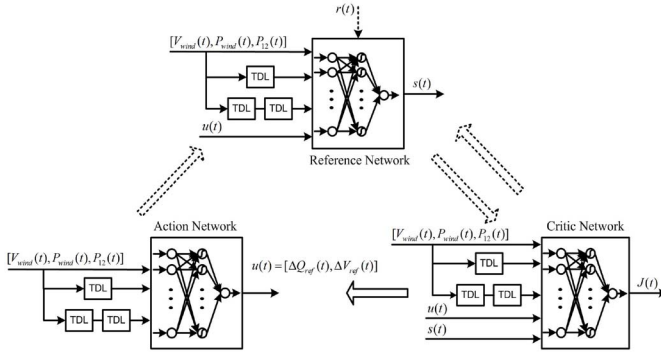 r(t)
[V_wind(t), P_wind(t), P_12(t)]
TDL
TDL TDL
u(t)
s(t)
Reference Network
Action Network
[V_wind(t), P_wind(t), P_12(t)]
TDL
TDL TDL
u(t) = [ΔQ_ref(t), ΔV_ref(t)]
Critic Network
[V_wind(t), P_wind(t), P_12(t)]
TDL
TDL TDL
u(t)
s(t)
J(t)